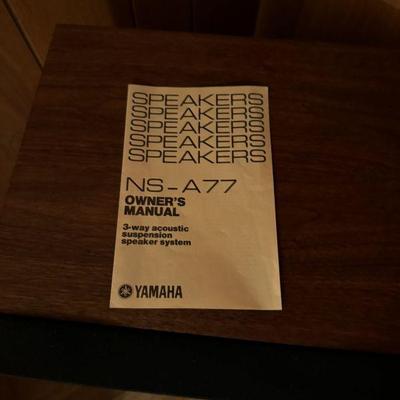 SPEAKERS
SPEAKERS
SPEAKERS
SPEAKERS
SPEAKERS
NS-A77
OWNER'S
MANUAL
3-way acoustic
suspension
speaker system
YAMAHA